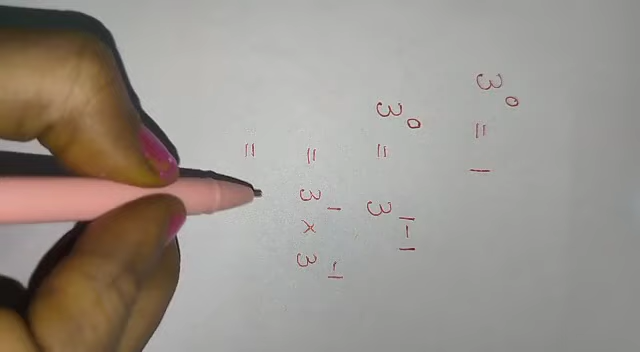 3⁰ = 1
3⁰ = 3¹⁻¹
= 3¹ × 3⁻¹
=